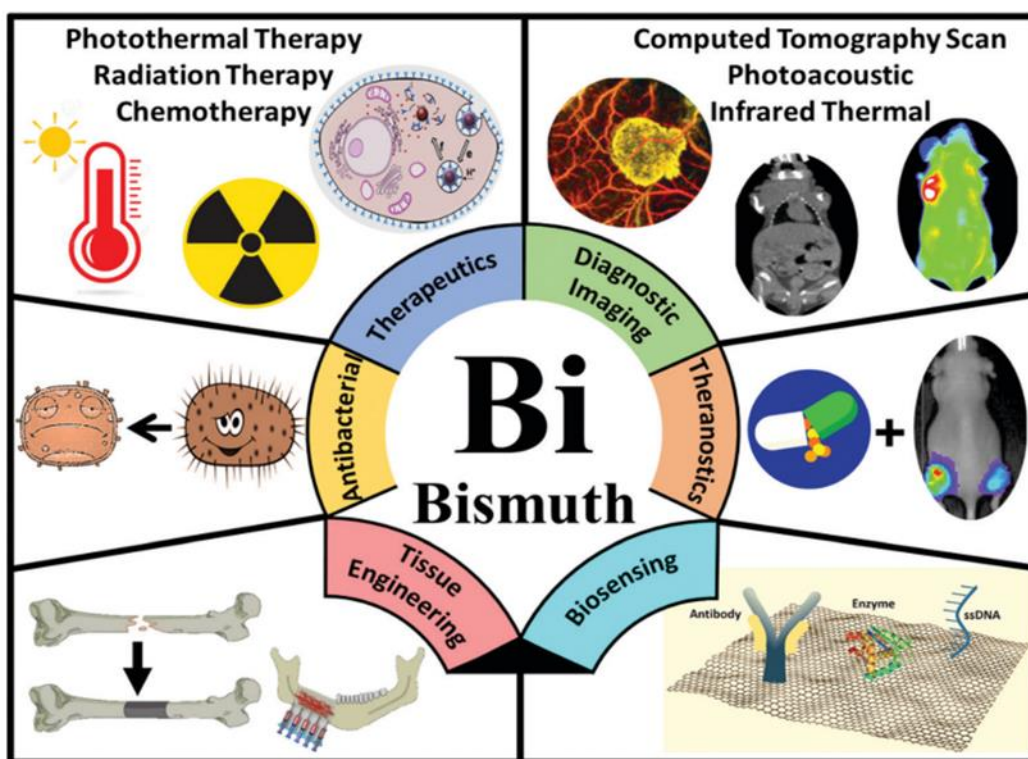 Photothermal Therapy
Radiation Therapy
Chemotherapy
Computed Tomography Scan
Photoacoustic
Infrared Thermal
Therapeutics
Diagnostic
Imaging
Antibacterial
Theranostics
Bi
Bismuth
+
Tissue
Engineering
Biosensing
Antibody
Enzyme
ssDNA
f
e
H⁺